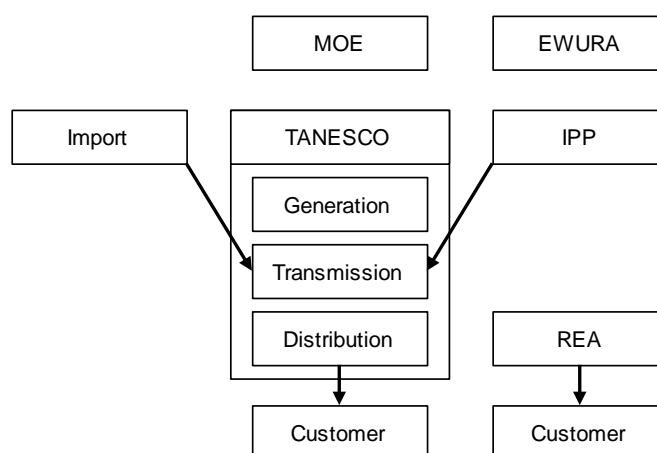 MOE
EWURA
Import
TANESCO
IPP
Generation
Transmission
Distribution
REA
Customer
Customer